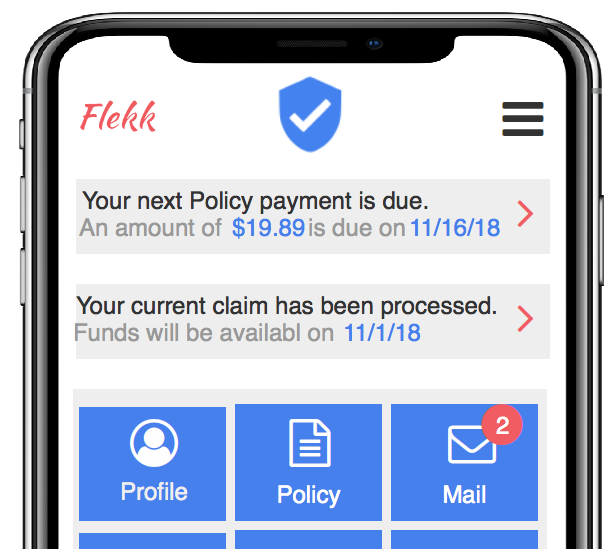 Flekk
Your next Policy payment is due.
An amount of $19.89 is due on 11/16/18
Your current claim has been processed.
Funds will be availabl on 11/1/18
2
Profile Policy Mail